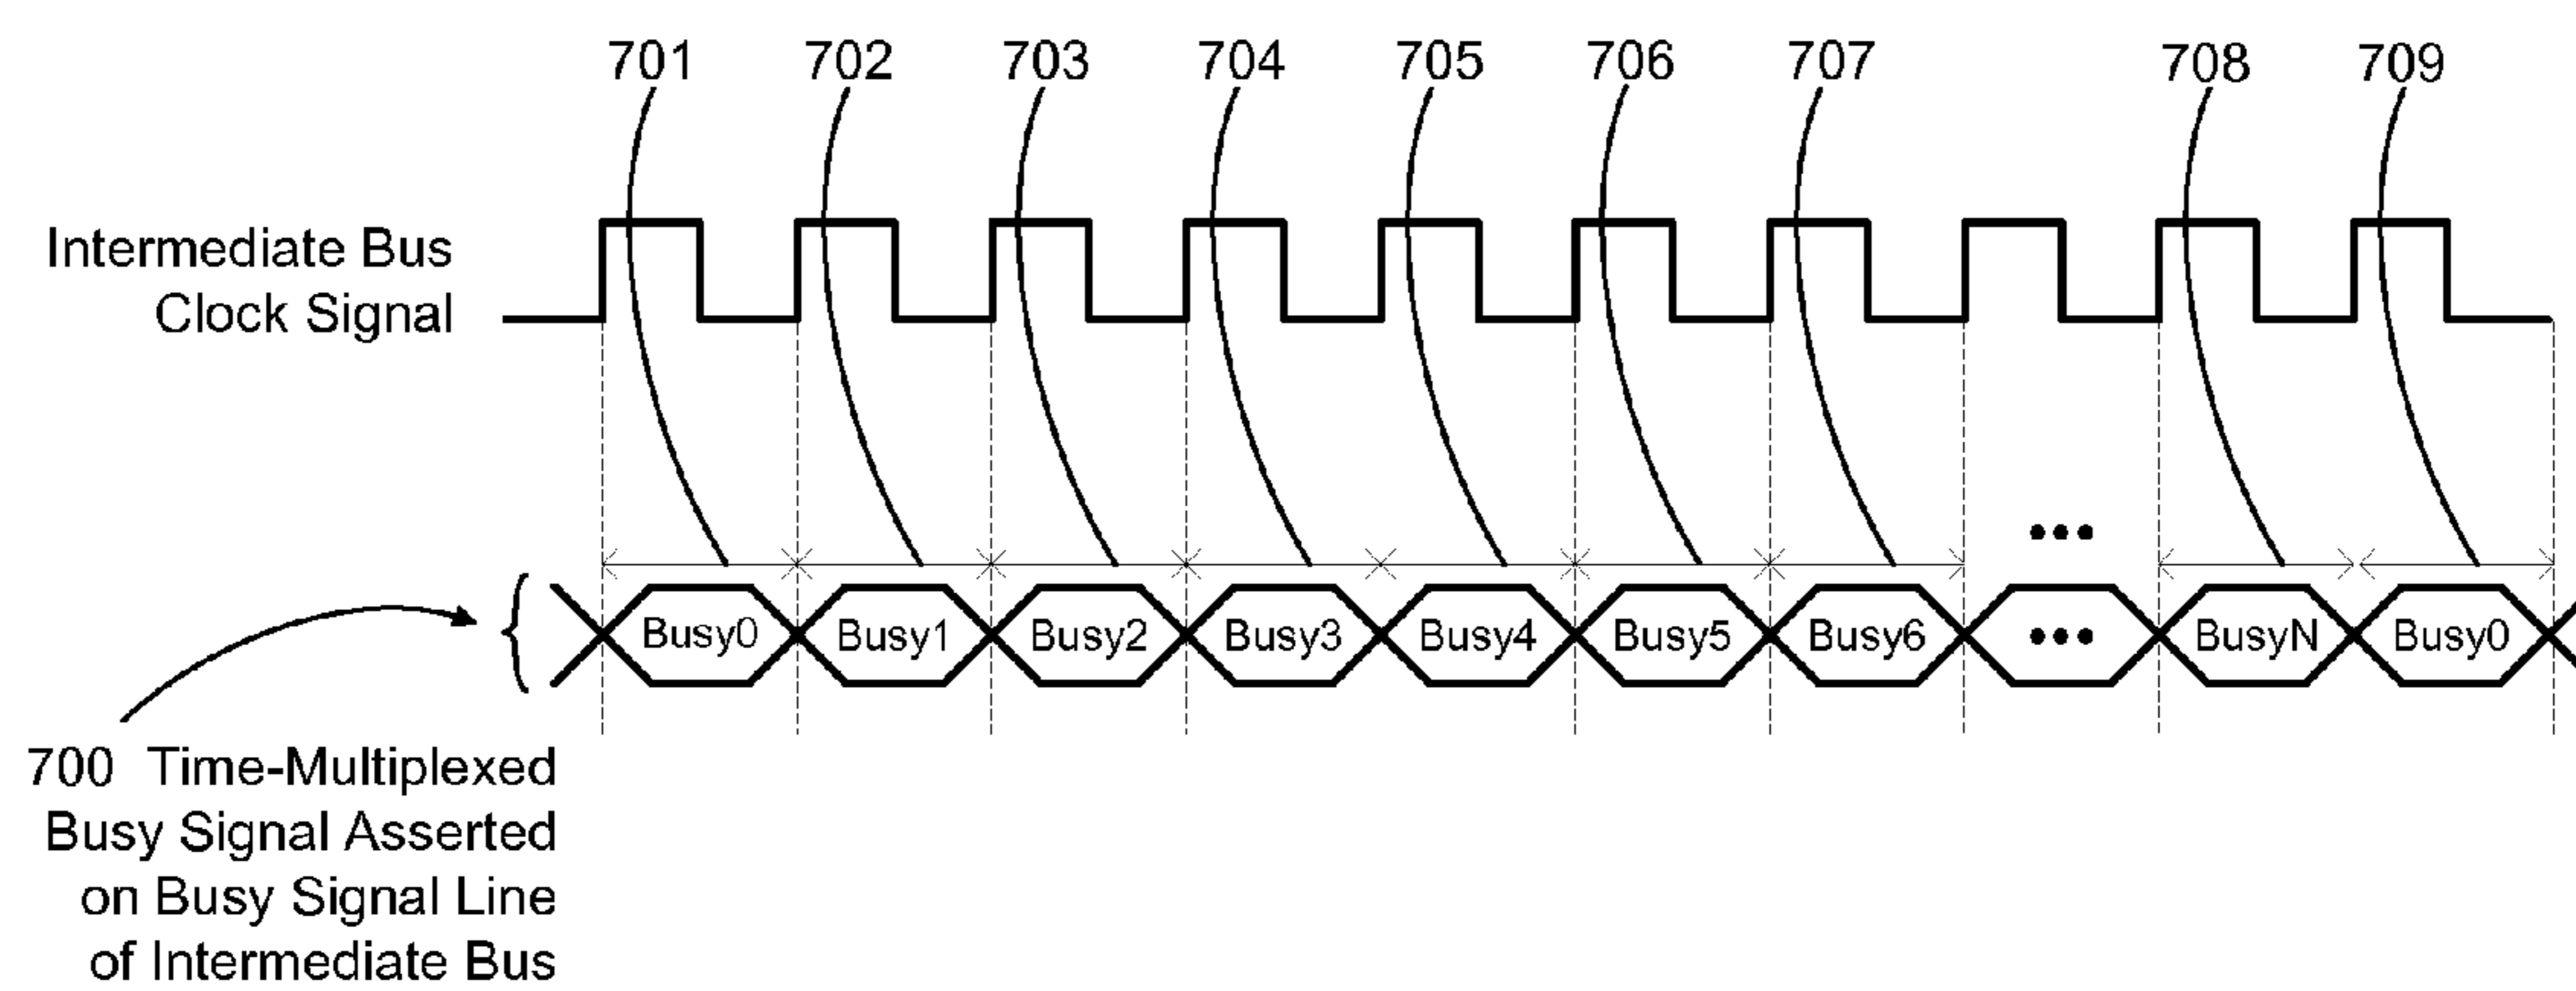 701 702 703 704 705 706 707 708 709
Intermediate Bus
Clock Signal
•••
Busy0 Busy1 Busy2 Busy3 Busy4 Busy5 Busy6 ••• BusyN Busy0
700 Time-Multiplexed
Busy Signal Asserted
on Busy Signal Line
of Intermediate Bus